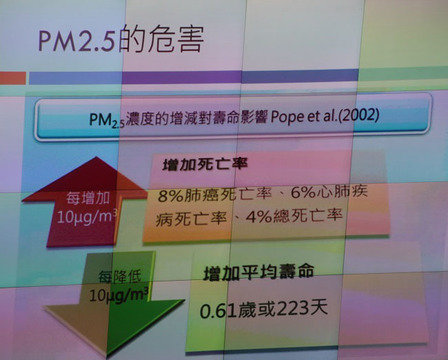 PM2.5的危害
PM2.5濃度的增減對壽命影響 Pope et al.(2002)
增加死亡率
每增加
10μg/m³
8%肺癌死亡率、6%心肺疾
病死亡率、4%總死亡率
每降低
10μg/m³
增加平均壽命
0.61歲或223天